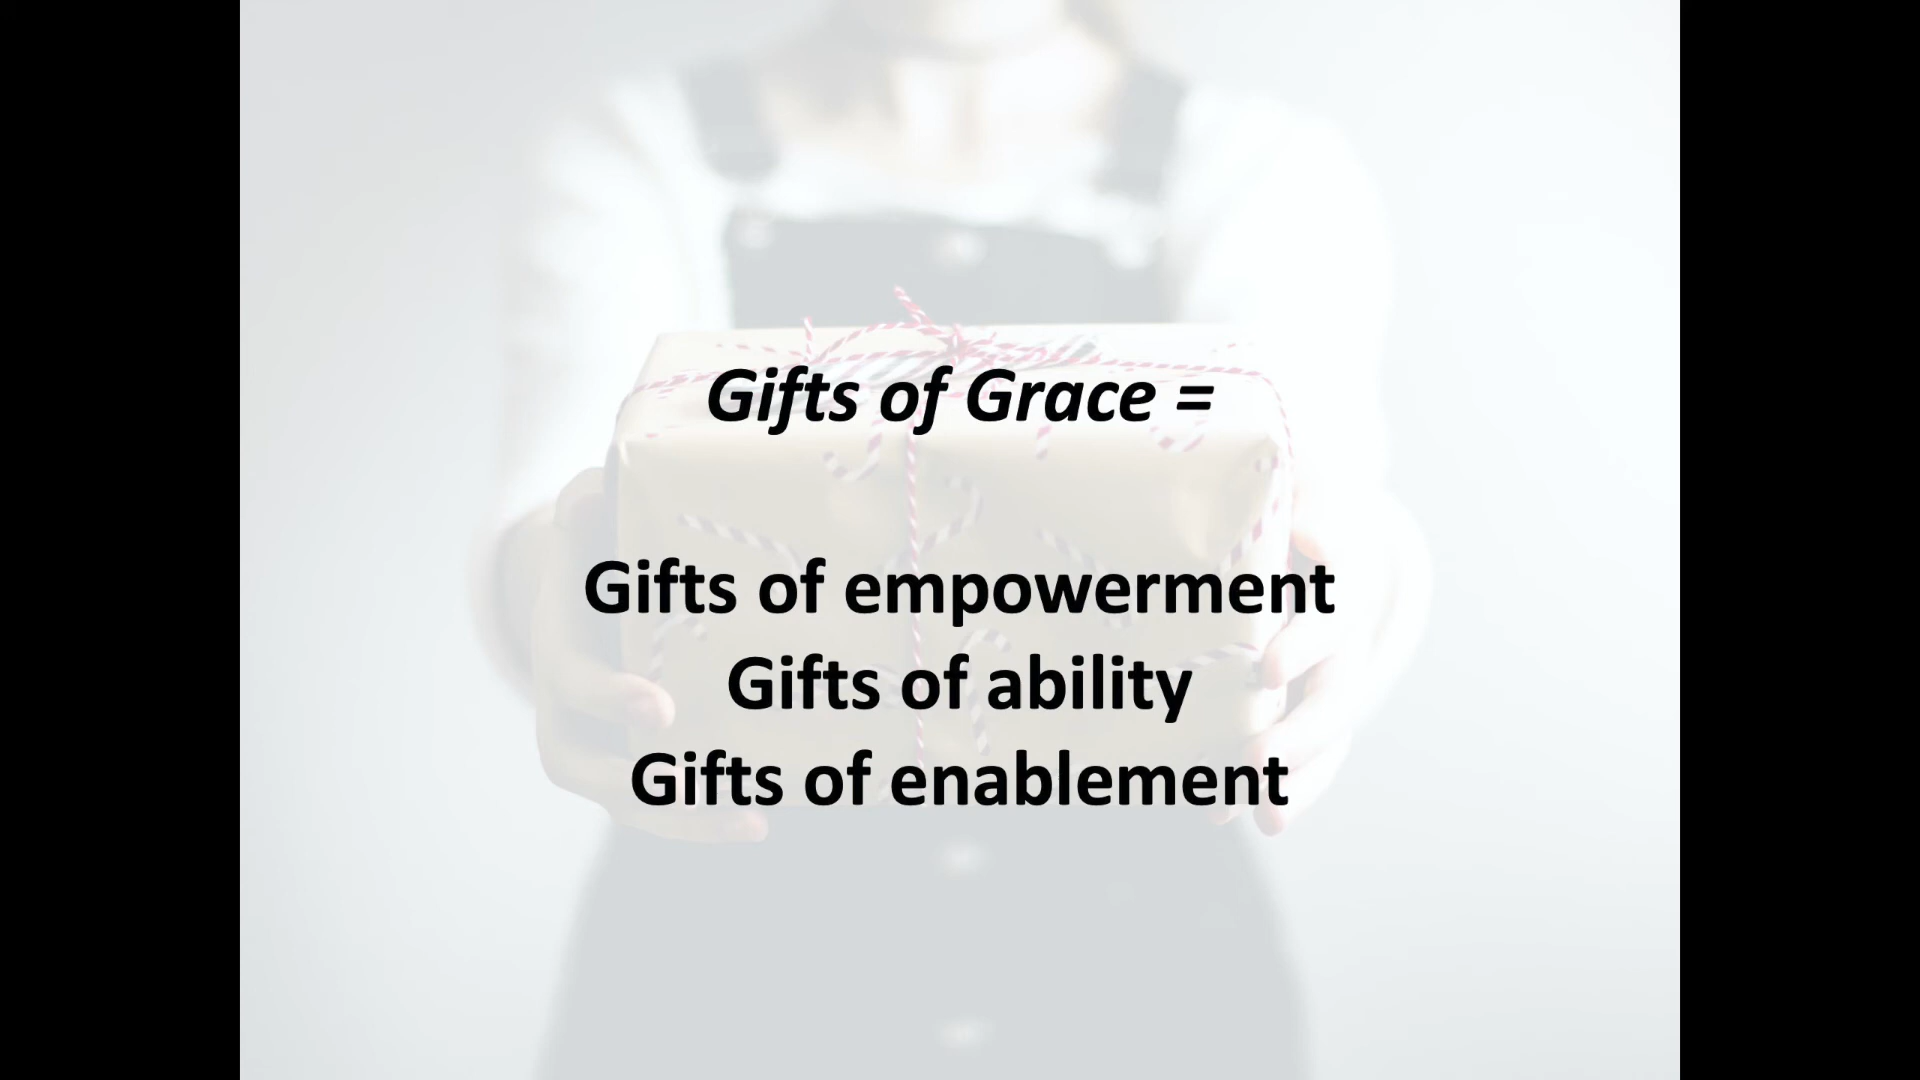 Gifts of Grace =
Gifts of empowerment
Gifts of ability
Gifts of enablement